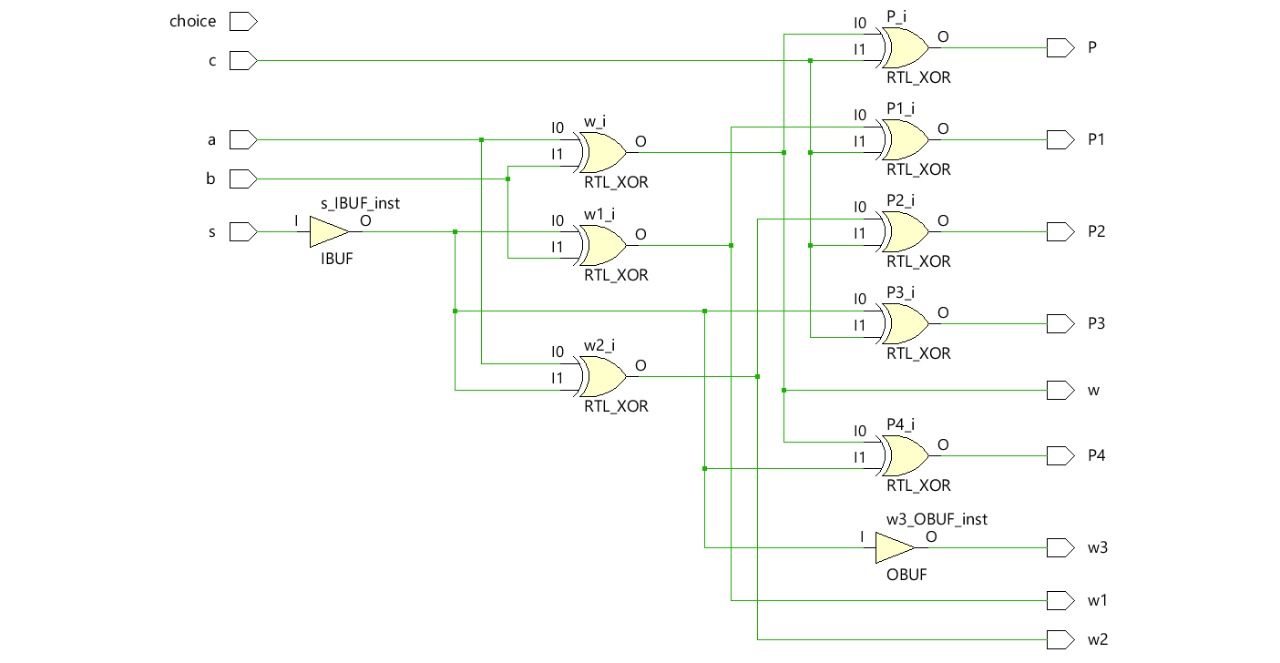 choice
c
a
b
s
I
s_IBUF_inst
O
IBUF
w_i
I0
I1
O
RTL_XOR
w1_i
I0
I1
O
RTL_XOR
w2_i
I0
I1
O
RTL_XOR
P_i
I0
I1
O
RTL_XOR
P
P1_i
I0
I1
O
RTL_XOR
P1
P2_i
I0
I1
O
RTL_XOR
P2
P3_i
I0
I1
O
RTL_XOR
P3
w
P4_i
I0
I1
O
RTL_XOR
P4
w3_OBUF_inst
I
O
OBUF
w3
w1
w2